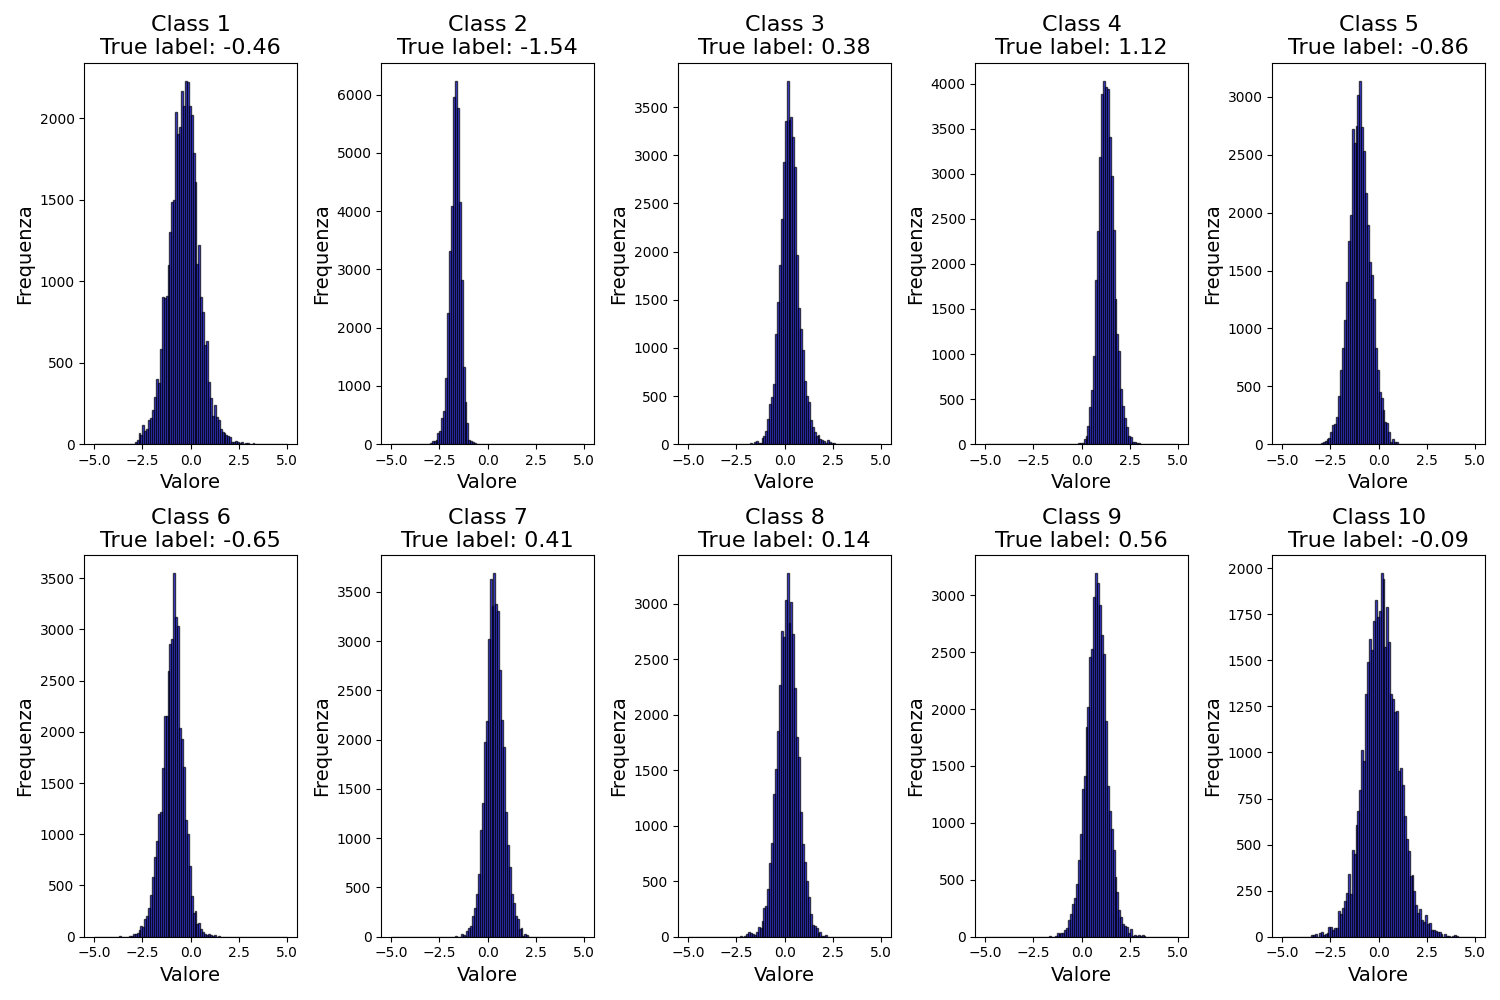 Class 1
True label: -0.46
Class 2
True label: -1.54
Class 3
True label: 0.38
Class 4
True label: 1.12
Class 5
True label: -0.86
Frequenza
2000
1500
1000
500
0
−5.0 −2.5 0.0 2.5 5.0
Valore
Frequenza
6000
5000
4000
3000
2000
1000
0
−5.0 −2.5 0.0 2.5 5.0
Valore
Frequenza
3500
3000
2500
2000
1500
1000
500
0
−5.0 −2.5 0.0 2.5 5.0
Valore
Frequenza
4000
3500
3000
2500
2000
1500
1000
500
0
−5.0 −2.5 0.0 2.5 5.0
Valore
Frequenza
3000
2500
2000
1500
1000
500
0
−5.0 −2.5 0.0 2.5 5.0
Valore
Class 6
True label: -0.65
Class 7
True label: 0.41
Class 8
True label: 0.14
Class 9
True label: 0.56
Class 10
True label: -0.09
Frequenza
3500
3000
2500
2000
1500
1000
500
0
−5.0 −2.5 0.0 2.5 5.0
Valore
Frequenza
3500
3000
2500
2000
1500
1000
500
0
−5.0 −2.5 0.0 2.5 5.0
Valore
Frequenza
3000
2500
2000
1500
1000
500
0
−5.0 −2.5 0.0 2.5 5.0
Valore
Frequenza
3000
2500
2000
1500
1000
500
0
−5.0 −2.5 0.0 2.5 5.0
Valore
Frequenza
2000
1750
1500
1250
1000
750
500
250
0
−5.0 −2.5 0.0 2.5 5.0
Valore